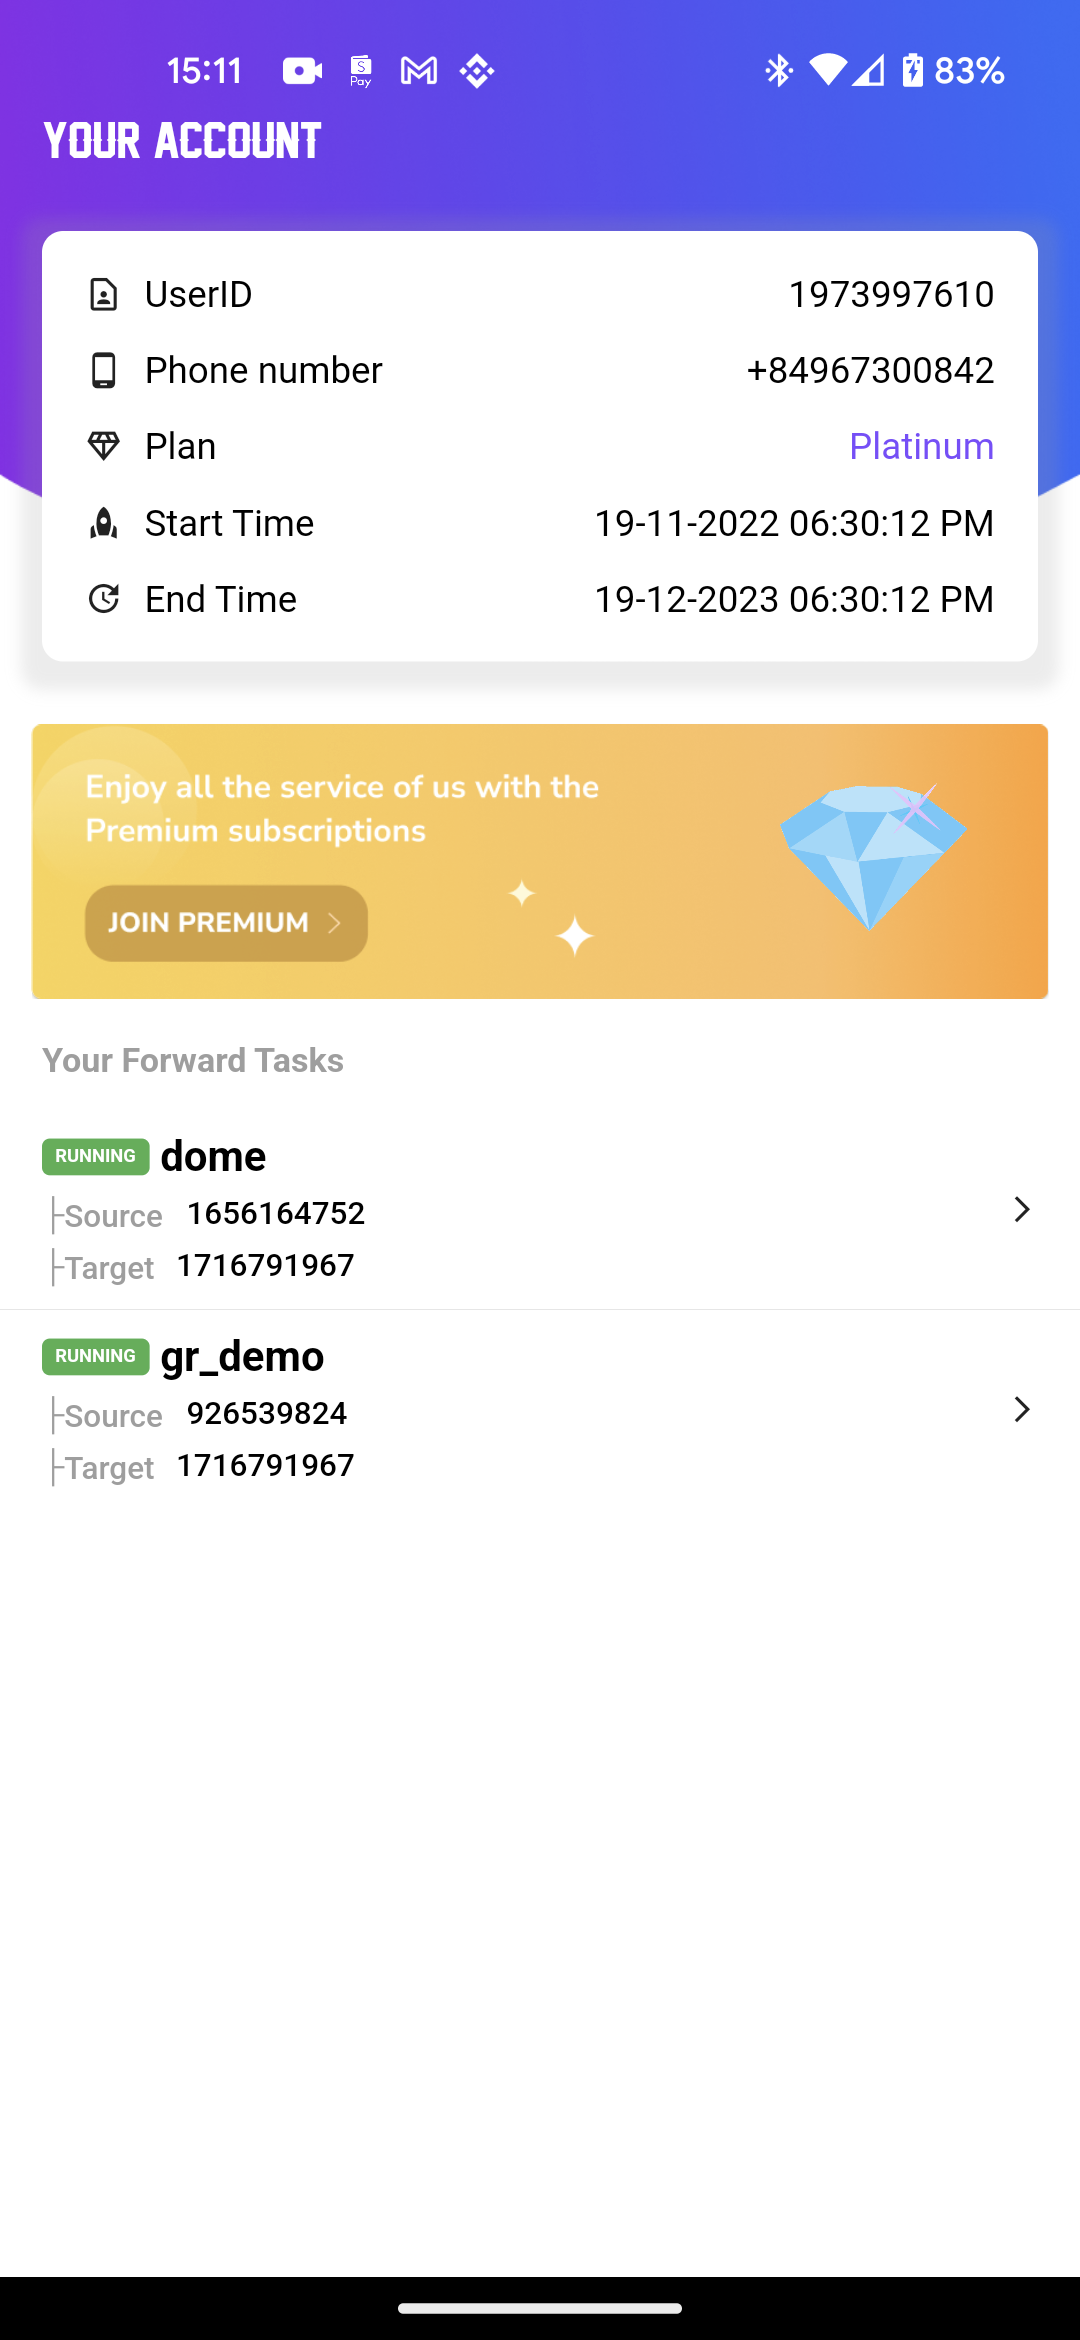 15:11
S
Pay
83%
YOUR ACCOUNT
UserID 1973997610
Phone number +84967300842
Plan Platinum
Start Time 19-11-2022 06:30:12 PM
End Time 19-12-2023 06:30:12 PM
Enjoy all the service of us with the
Premium subscriptions
JOIN PREMIUM
Your Forward Tasks
RUNNING dome
Source 1656164752
Target 1716791967
RUNNING gr_demo
Source 926539824
Target 1716791967